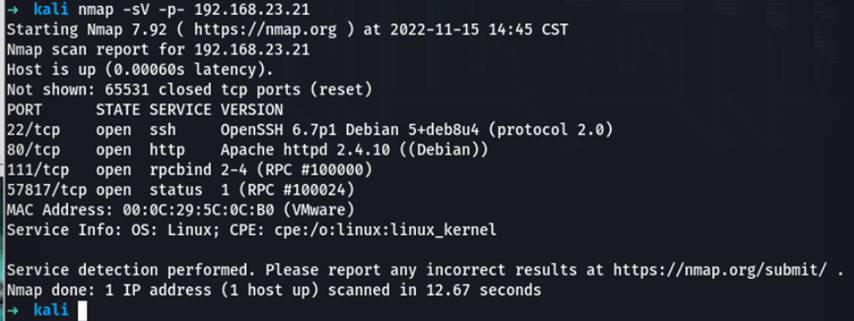 → kali nmap -sV -p- 192.168.23.21
Starting Nmap 7.92 ( https://nmap.org ) at 2022-11-15 14:45 CST
Nmap scan report for 192.168.23.21
Host is up (0.00060s latency).
Not shown: 65531 closed tcp ports (reset)
PORT      STATE SERVICE VERSION
22/tcp    open  ssh     OpenSSH 6.7p1 Debian 5+deb8u4 (protocol 2.0)
80/tcp    open  http    Apache httpd 2.4.10 ((Debian))
111/tcp   open  rpcbind 2-4 (RPC #100000)
57817/tcp open  status  1 (RPC #100024)
MAC Address: 00:0C:29:5C:0C:B0 (VMware)
Service Info: OS: Linux; CPE: cpe:/o:linux:linux_kernel
Service detection performed. Please report any incorrect results at https://nmap.org/submit/ .
Nmap done: 1 IP address (1 host up) scanned in 12.67 seconds
→ kali